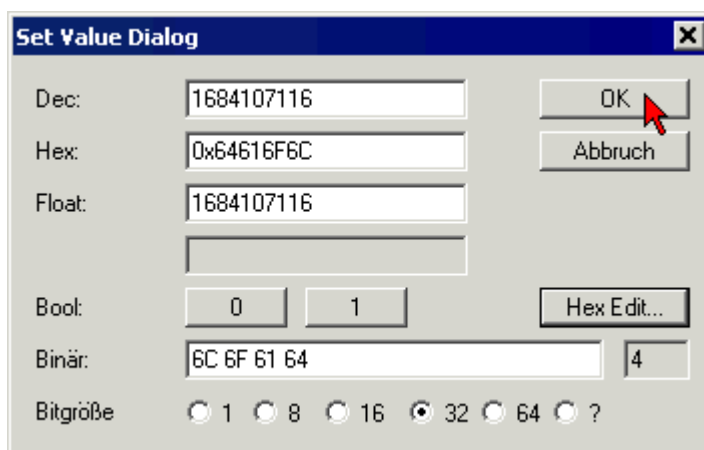 Set Value Dialog
Dec: 1684107116 OK
Hex: 0x64616F6C Abbruch
Float: 1684107116
Bool: 0 1 Hex Edit...
Binär: 6C 6F 61 64 4
Bitgröße 1 8 16 32 64 ?